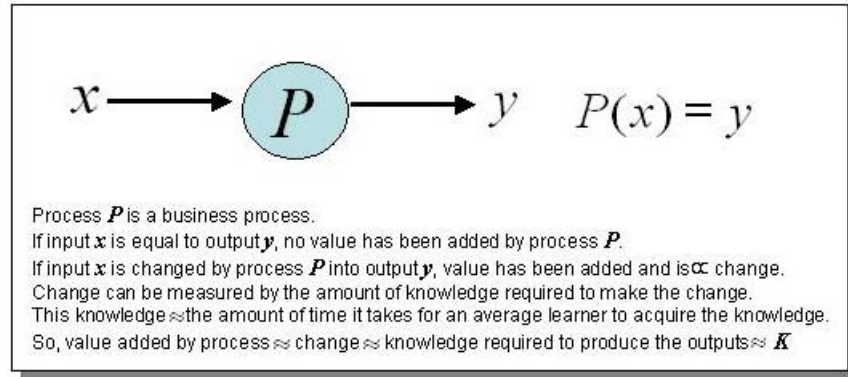 x P y P(x) = y
Process P is a business process.
If input x is equal to output y, no value has been added by process P.
If input x is changed by process P into output y, value has been added and is ∝ change.
Change can be measured by the amount of knowledge required to make the change.
This knowledge ≈ the amount of time it takes for an average learner to acquire the knowledge.
So, value added by process ≈ change ≈ knowledge required to produce the outputs ≈ K